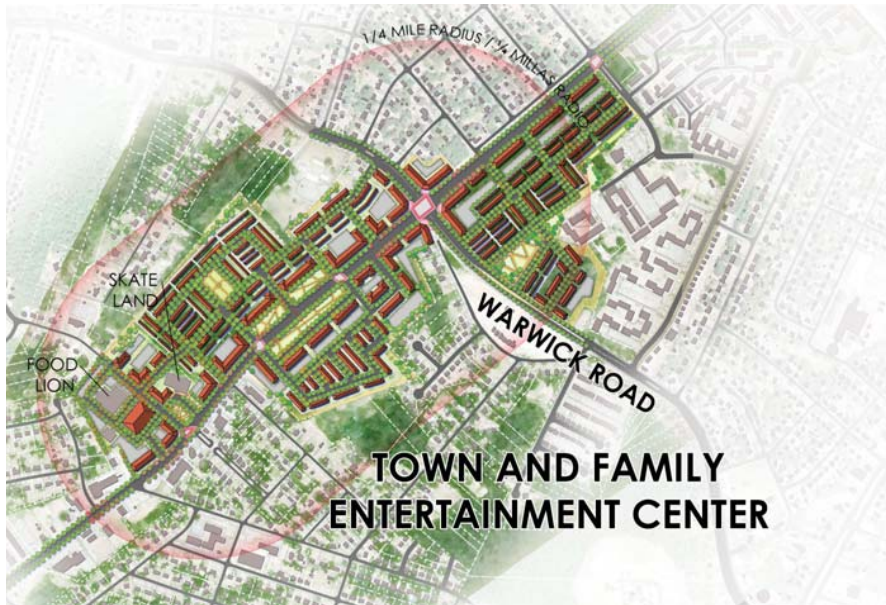 1/4 MILE RADIUS / ¼ MILLAS RADIO
SKATE
LAND
FOOD
LION
WARWICK ROAD
TOWN AND FAMILY
ENTERTAINMENT CENTER